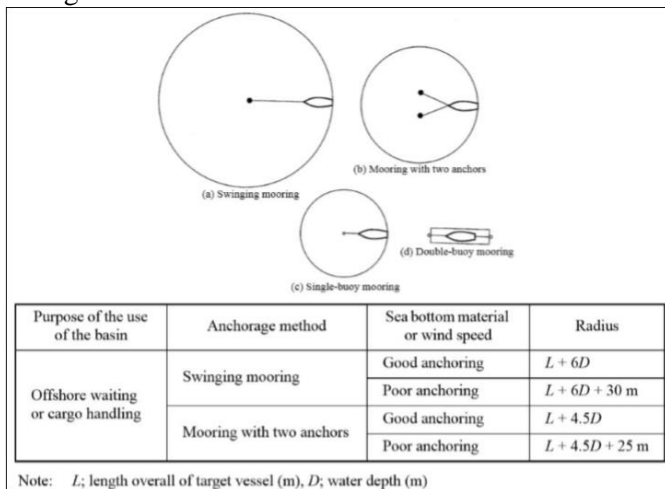 (a) Swinging mooring
(b) Mooring with two anchors
(c) Single-buoy mooring
(d) Double-buoy mooring
Purpose of the use
of the basin
Anchorage method
Sea bottom material
or wind speed
Radius
Offshore waiting
or cargo handling
Swinging mooring
Good anchoring
L + 6D
Poor anchoring
L + 6D + 30 m
Mooring with two anchors
Good anchoring
L + 4.5D
Poor anchoring
L + 4.5D + 25 m
Note: L; length overall of target vessel (m), D; water depth (m)